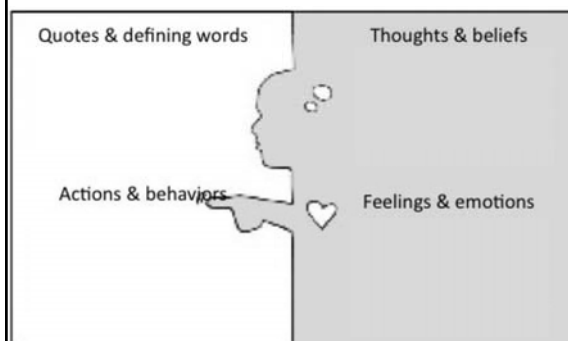 Quotes & defining words
Thoughts & beliefs
Actions & behaviors
Feelings & emotions